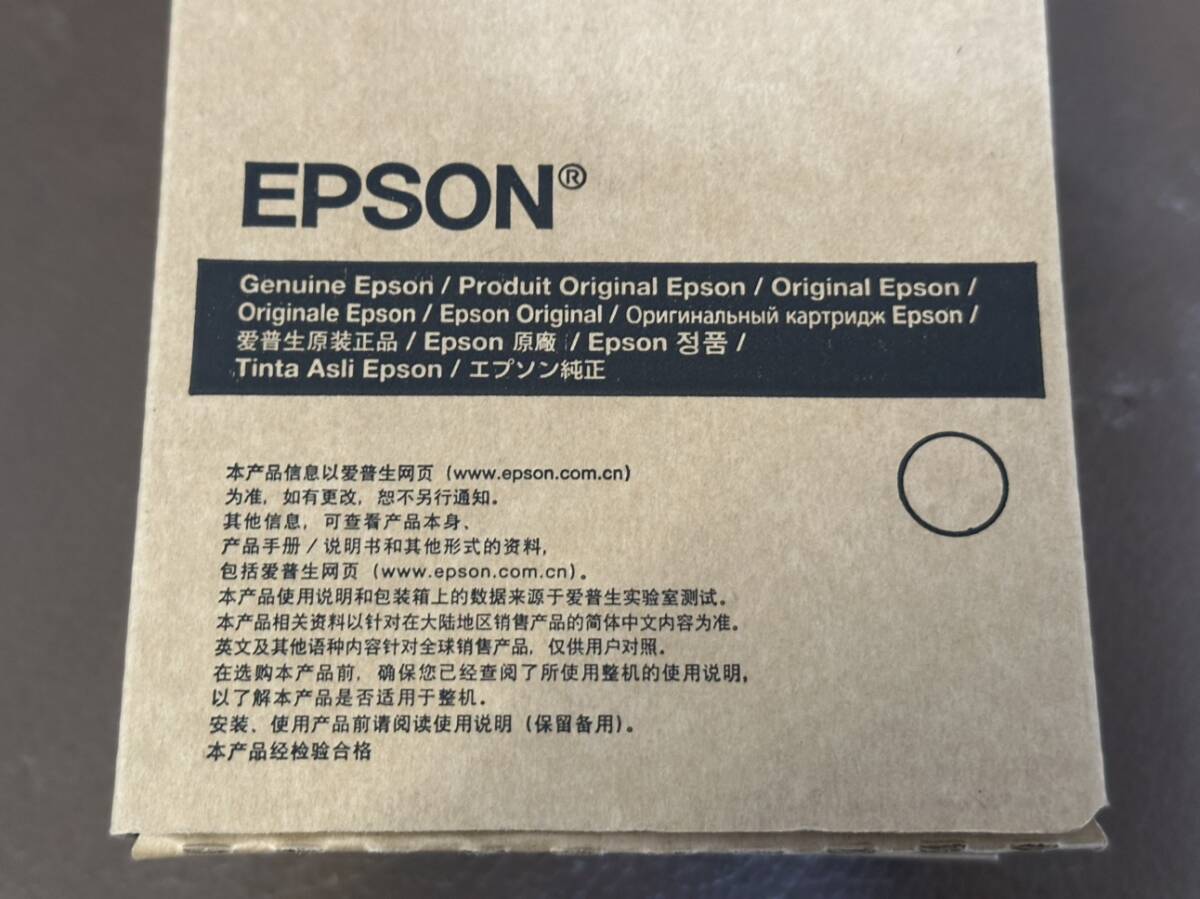 EPSON®
Genuine Epson / Produit Original Epson / Original Epson /
Originale Epson / Epson Original / Оригинальный картридж Epson /
爱普生原装正品 / Epson 原廠 / Epson 정품 /
Tinta Asli Epson / エプソン純正
本产品信息以爱普生网页（www.epson.com.cn）
为准，如有更改，恕不另行通知。
其他信息，可查看产品本身、
产品手册／说明书和其他形式的资料，
包括爱普生网页（www.epson.com.cn）。
本产品使用说明和包装箱上的数据来源于爱普生实验室测试。
本产品相关资料以针对在大陆地区销售产品的简体中文内容为准。
英文及其他语种内容针对全球销售产品，仅供用户对照。
在选购本产品前，确保您已经查阅了所使用整机的使用说明，
以了解本产品是否适用于整机。
安装、使用产品前请阅读使用说明（保留备用）。
本产品经检验合格